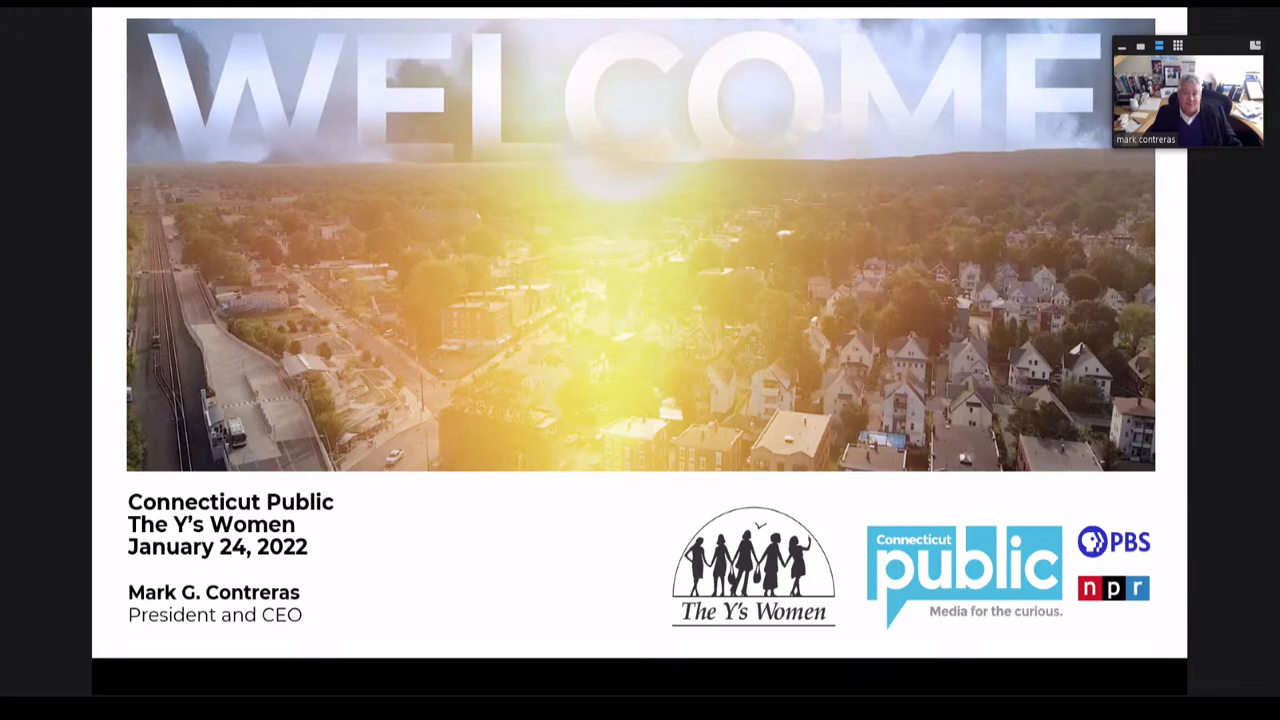 WELCOME
mark contreras
Connecticut Public
The Y's Women
January 24, 2022
Mark G. Contreras
President and CEO
The Y's Women
Connecticut
public
Media for the curious.
PBS
npr